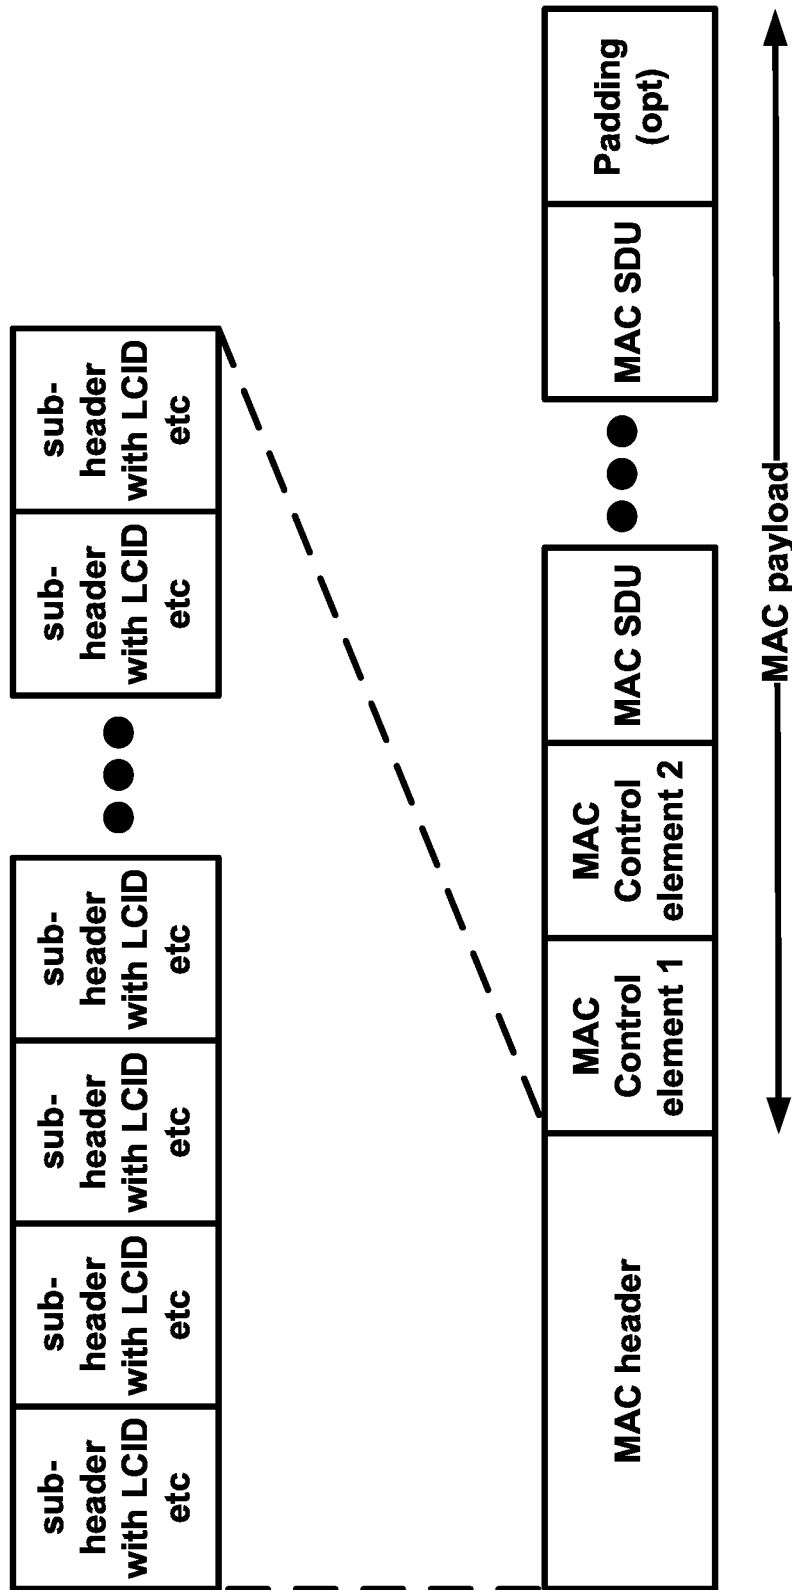 sub-
header
with LCID
etc
sub-
header
with LCID
etc
sub-
header
with LCID
etc
sub-
header
with LCID
etc
sub-
header
with LCID
etc
sub-
header
with LCID
etc
MAC header
MAC
Control
element 1
MAC
Control
element 2
MAC SDU
MAC SDU
Padding
(opt)
MAC payload